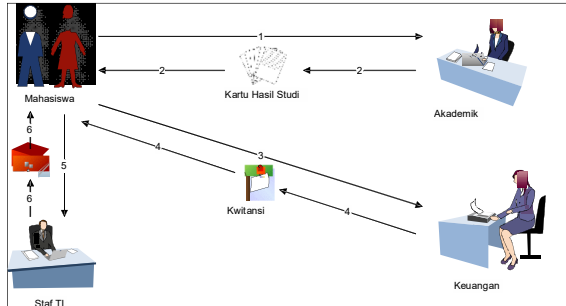 1
2
2
Mahasiswa
Kartu Hasil Studi
Akademik
6
4
3
5
6
4
Kwitansi
Keuangan
Staf TI